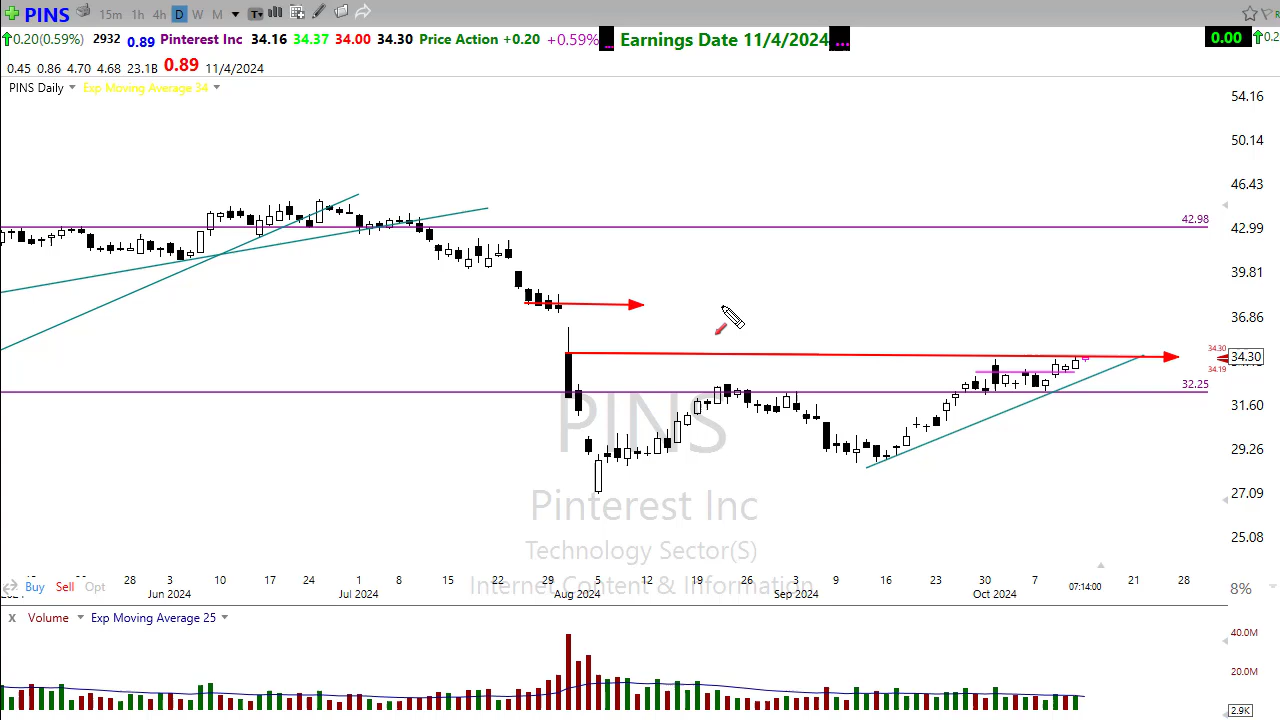 PINS 15m 1h 4h D W M T
0.20(0.59%) 2932 0.89 Pinterest Inc 34.16 34.37 34.00 34.30 Price Action +0.20 +0.59% ... Earnings Date 11/4/2024 ... 0.00 0.2
0.45 0.86 4.70 4.68 23.1B 0.89 11/4/2024
PINS Daily Exp Moving Average 34
54.16
50.14
46.43
42.98
42.99
39.81
36.86
34.30
34.30
34.19
32.25
31.60
29.26
27.09
25.08
PINS
Pinterest Inc
Technology Sector(S)
Internet Content & Information
28 3 10 17 24 1 8 15 22 29 5 12 19 26 3 9 16 23 30 7 21 28
Buy Sell Opt 8%
Jun 2024 Jul 2024 Aug 2024 Sep 2024 Oct 2024 07:14:00
X Volume Exp Moving Average 25
40.0M
20.0M
2.9K